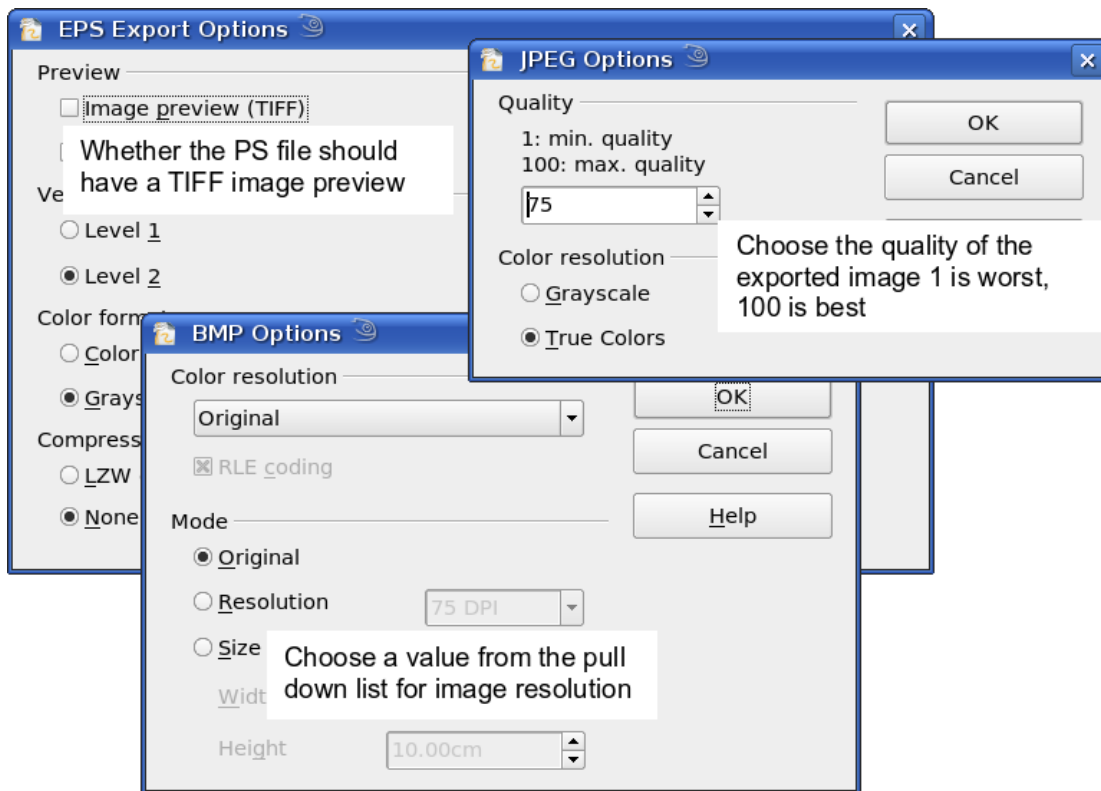 EPS Export Options
Preview
Image preview (TIFF)
Whether the PS file should
have a TIFF image preview
Level 1
Level 2
Color
LZW
None
JPEG Options
Quality
1: min. quality
100: max. quality
75
OK
Cancel
Choose the quality of the
exported image 1 is worst,
100 is best
Color resolution
Grayscale
True Colors
BMP Options
Color resolution
Original
RLE coding
OK
Cancel
Help
Mode
Original
Resolution
75 DPI
Size
Choose a value from the pull
down list for image resolution
Height
10.00cm